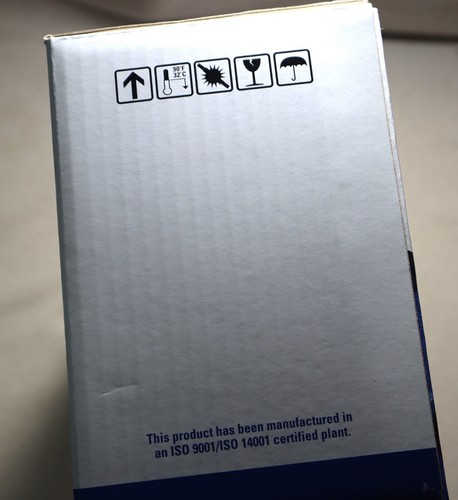 90°F
32°C
This product has been manufactured in
an ISO 9001/ISO 14001 certified plant.